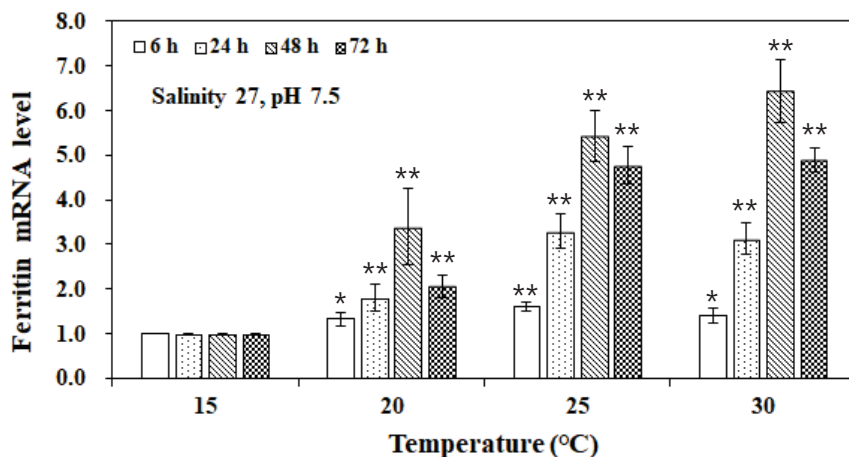 8.0
7.0
6.0
5.0
4.0
3.0
2.0
1.0
0.0
Ferritin mRNA level
6 h 24 h 48 h 72 h
Salinity 27, pH 7.5
* ** ** **
** ** ** **
* ** ** **
15 20 25 30
Temperature (°C)